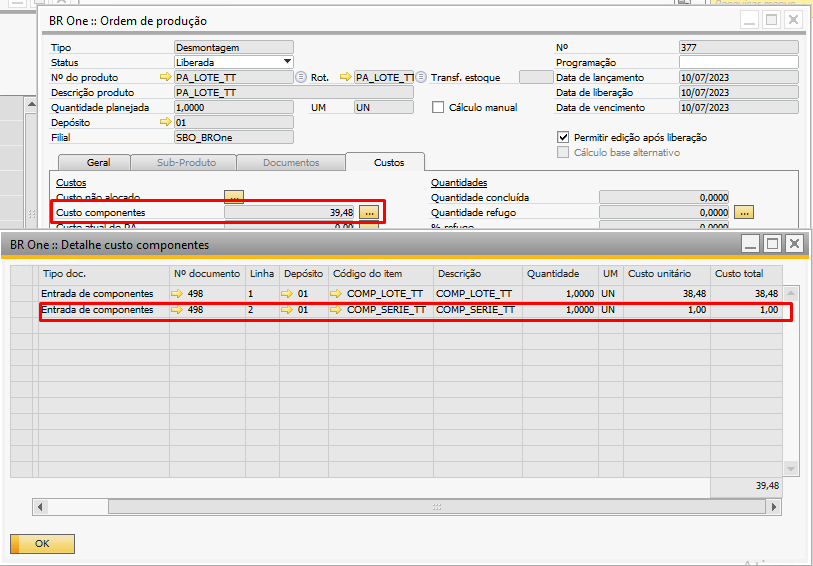 BR One :: Ordem de produção
Tipo Desmontagem Nº 377
Status Liberada Programação
Nº do produto PA_LOTE_TT Rot. PA_LOTE_TT Transf. estoque Data de lançamento 10/07/2023
Descrição produto PA_LOTE_TT Data de liberação 10/07/2023
Quantidade planejada 1,0000 UM UN Cálculo manual Data de vencimento 10/07/2023
Depósito 01
Filial SBO_BROne Permitir edição após liberação
Cálculo base alternativo
Geral Sub-Produto Documentos Custos
Custos Quantidades
Custo não alocado ... Quantidade concluída 0,0000
Custo componentes 39,48 ... Quantidade refugo 0,0000 ...
Custo atual do PA 0,00 % refugo 0,0000
BR One :: Detalhe custo componentes
Tipo doc. Nº documento Linha Depósito Código do item Descrição Quantidade UM Custo unitário Custo total
Entrada de componentes 498 1 01 COMP_LOTE_TT COMP_LOTE_TT 1,0000 UN 38,48 38,48
Entrada de componentes 498 2 01 COMP_SERIE_TT COMP_SERIE_TT 1,0000 UN 1,00 1,00
39,48
OK